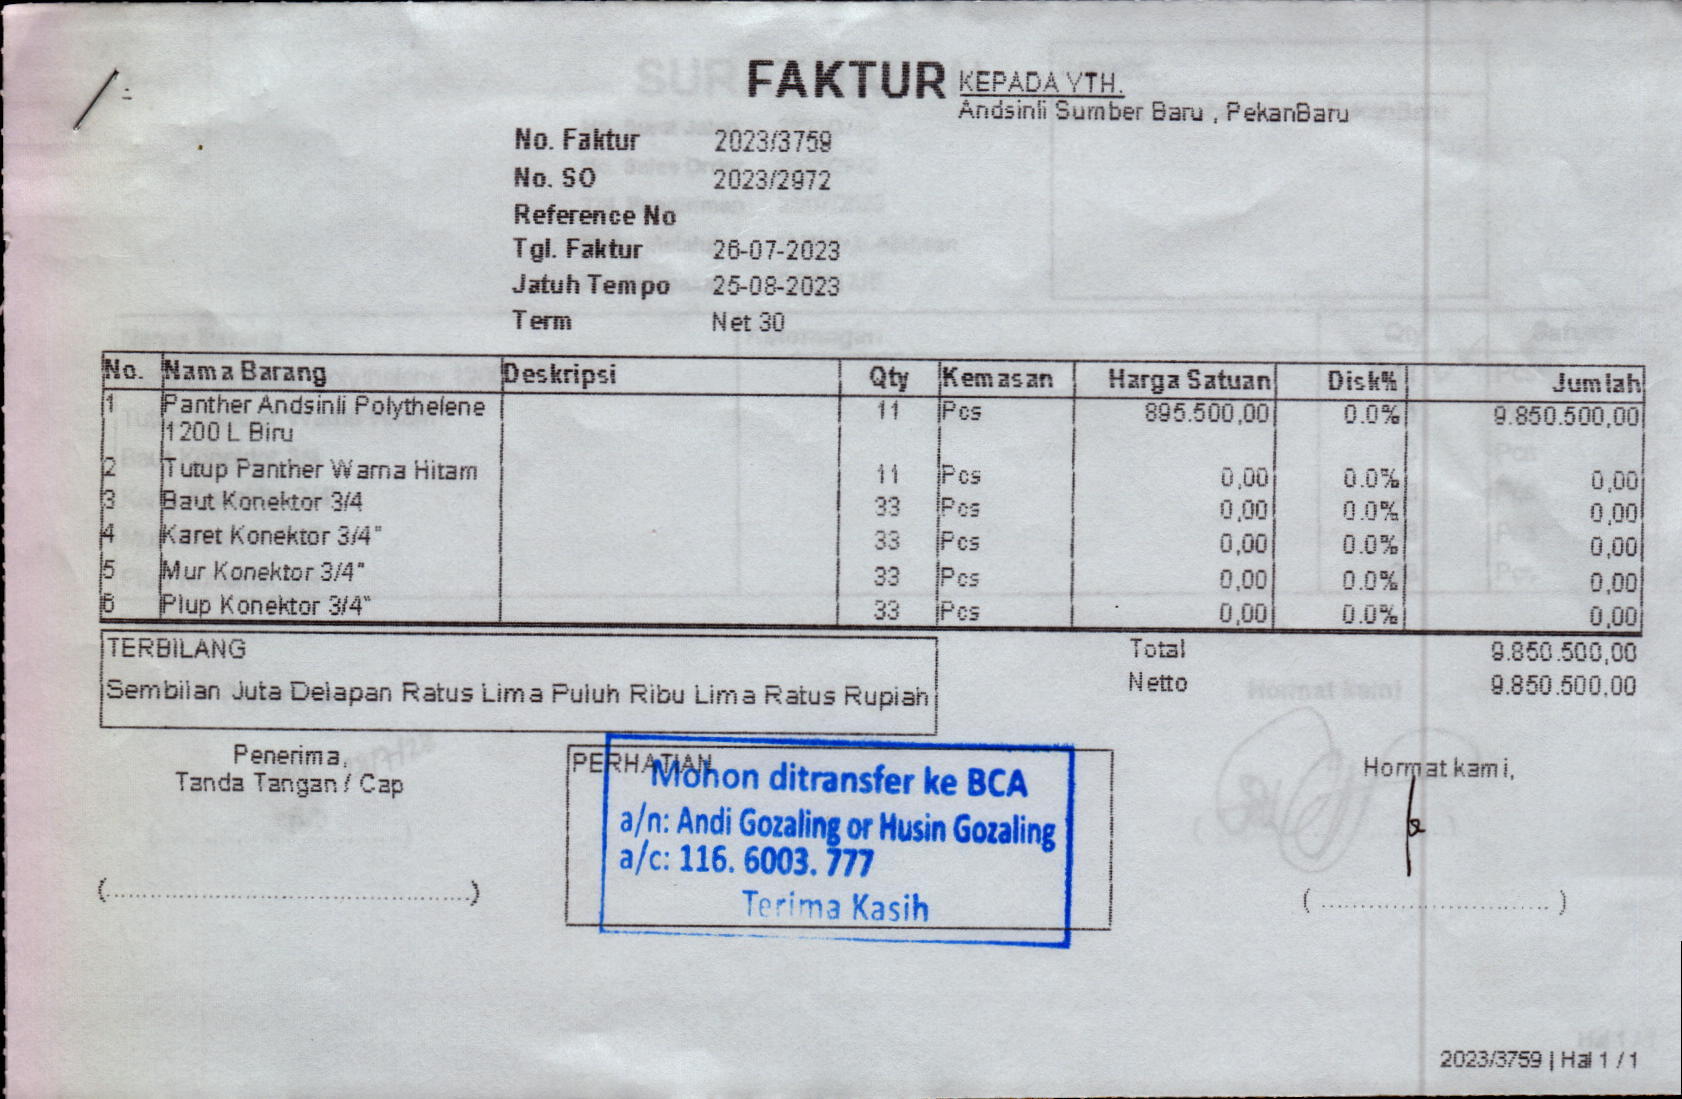 FAKTUR
KEPADA YTH.
Andsinli Sumber Baru , PekanBaru
No. Faktur 2023/3759
No. SO 2023/2972
Reference No
Tgl. Faktur 26-07-2023
Jatuh Tempo 25-08-2023
Term Net 30
No. Nama Barang Deskripsi Qty Kemasan Harga Satuan Disk% Jumlah
1 Panther Andsinli Polythelene 11 Pcs 895.500,00 0.0% 9.850.500,00
1200 L Biru
2 Tutup Panther Warna Hitam 11 Pcs 0,00 0.0% 0,00
3 Baut Konektor 3/4 33 Pcs 0,00 0.0% 0,00
4 Karet Konektor 3/4" 33 Pcs 0,00 0.0% 0,00
5 Mur Konektor 3/4" 33 Pcs 0,00 0.0% 0,00
6 Plup Konektor 3/4" 33 Pcs 0,00 0.0% 0,00
TERBILANG
Sembilan Juta Delapan Ratus Lima Puluh Ribu Lima Ratus Rupiah
Total 9.850.500,00
Netto 9.850.500,00
Penerima,
Tanda Tangan / Cap
(..............................................)
PERHATIAN
Mohon ditransfer ke BCA
a/n: Andi Gozaling or Husin Gozaling
a/c: 116. 6003. 777
Terima Kasih
Hormat kami,
(..............................)
2023/3759 | Hal 1 / 1